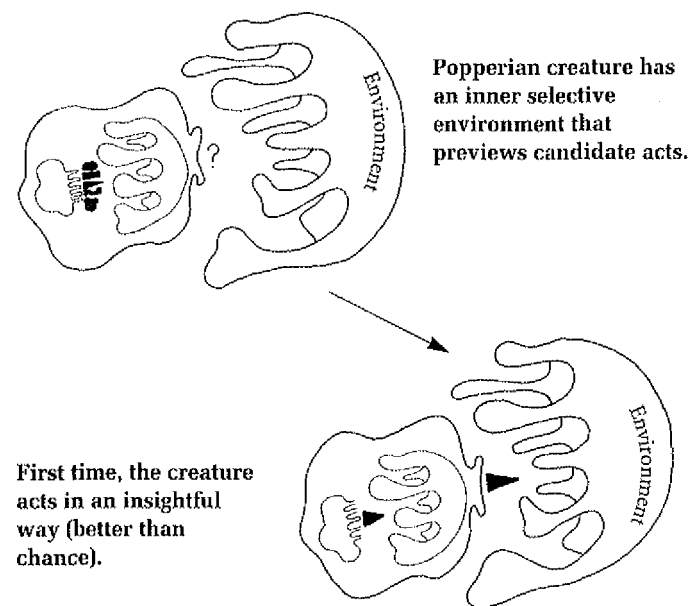 Popperian creature has
an inner selective
environment that
previews candidate acts.
Environment
?
Environment
First time, the creature
acts in an insightful
way (better than
chance).